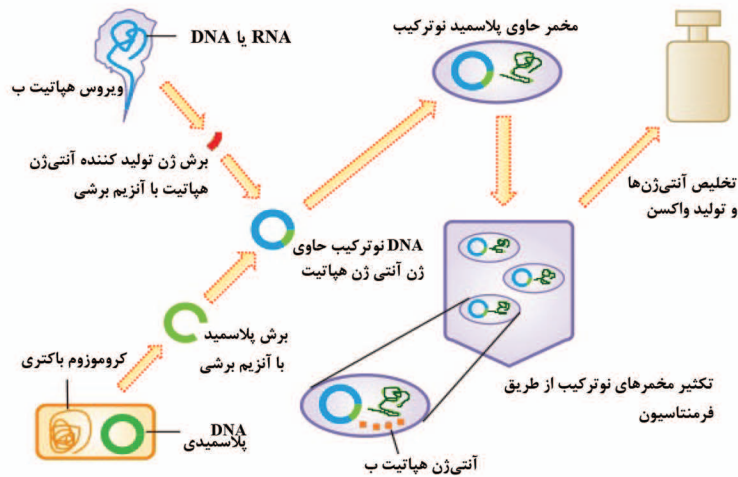 DNA یا RNA
ویروس هپاتیت ب
برش ژن تولید کننده آنتی‌ژن
هپاتیت با آنزیم برشی
مخمر حاوی پلاسمید نوترکیب
تخلیص آنتی‌ژن‌ها
و تولید واکسن
DNA نوترکیب حاوی
ژن آنتی ژن هپاتیت
برش پلاسمید
با آنزیم برشی
کروموزوم باکتری
DNA
پلاسمیدی
تکثیر مخمرهای نوترکیب از طریق
فرمنتاسیون
آنتی‌ژن هپاتیت ب